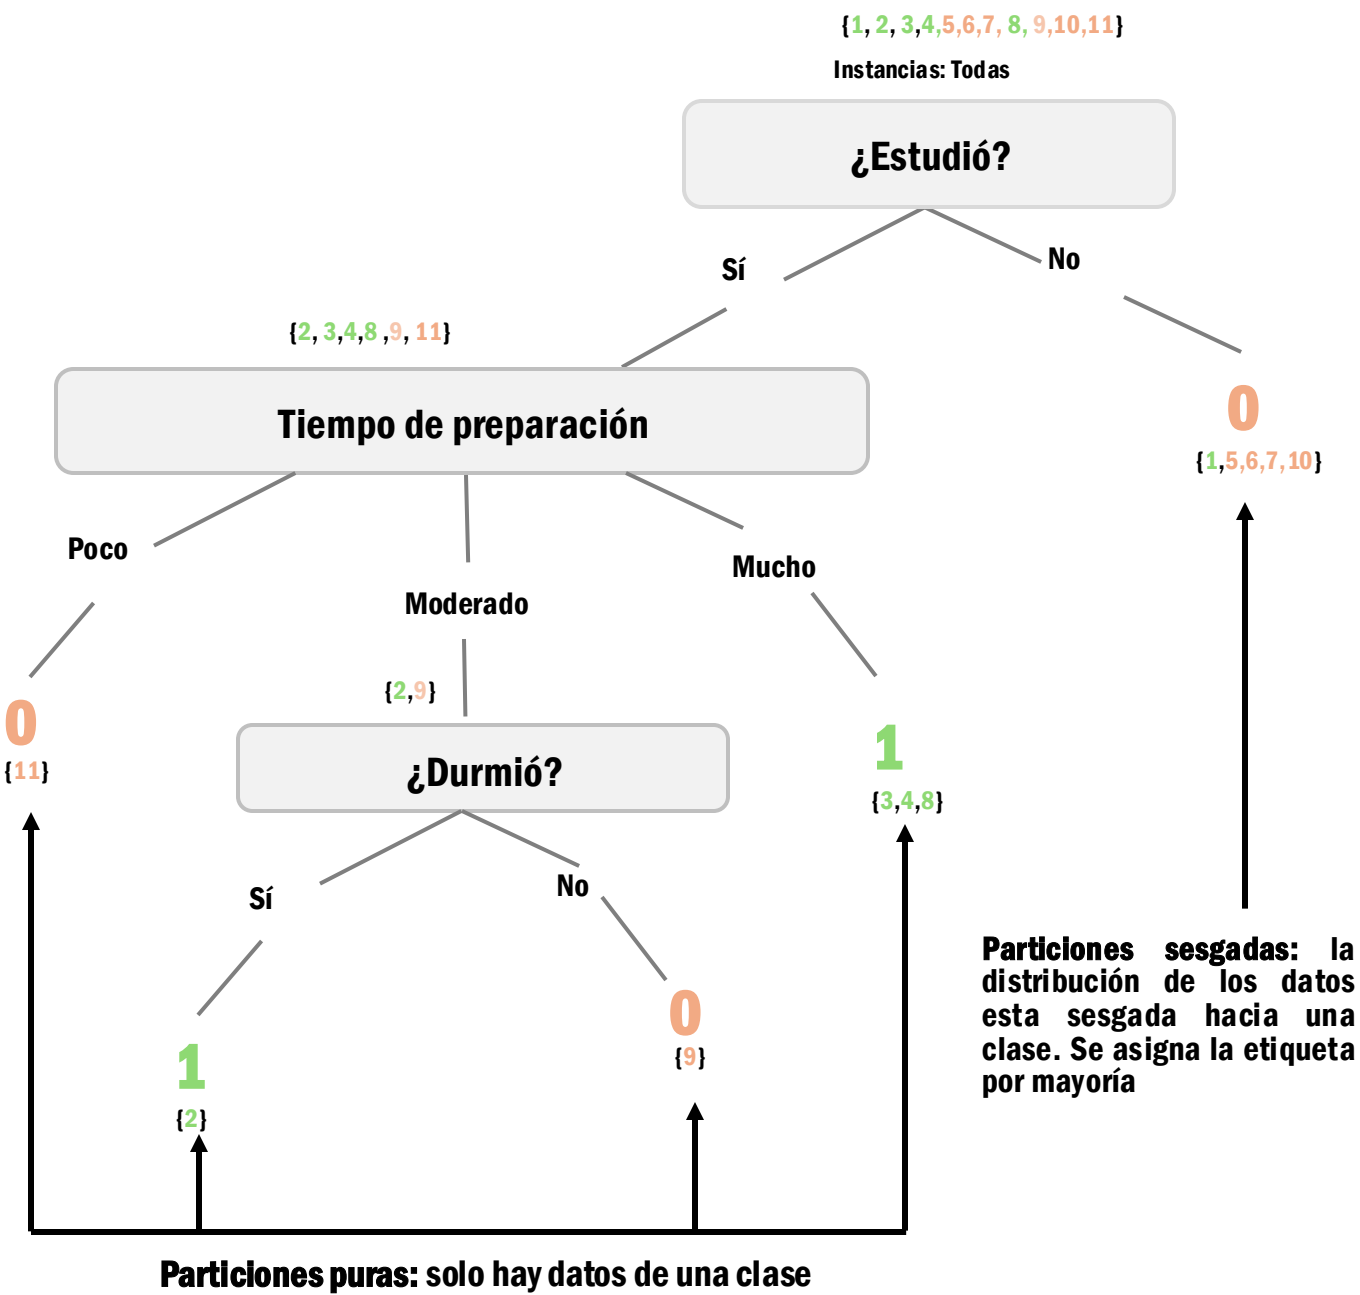 {1, 2, 3,4,5,6,7, 8, 9,10,11}
Instancias: Todas
¿Estudió?
Sí
No
{2, 3,4,8 ,9, 11}
Tiempo de preparación
0
{1,5,6,7,10}
Poco
Moderado
Mucho
{2,9}
0
{11}
¿Durmió?
1
{3,4,8}
Sí
No
1
{2}
0
{9}
Particiones sesgadas: la
distribución de los datos
esta sesgada hacia una
clase. Se asigna la etiqueta
por mayoría
Particiones puras: solo hay datos de una clase